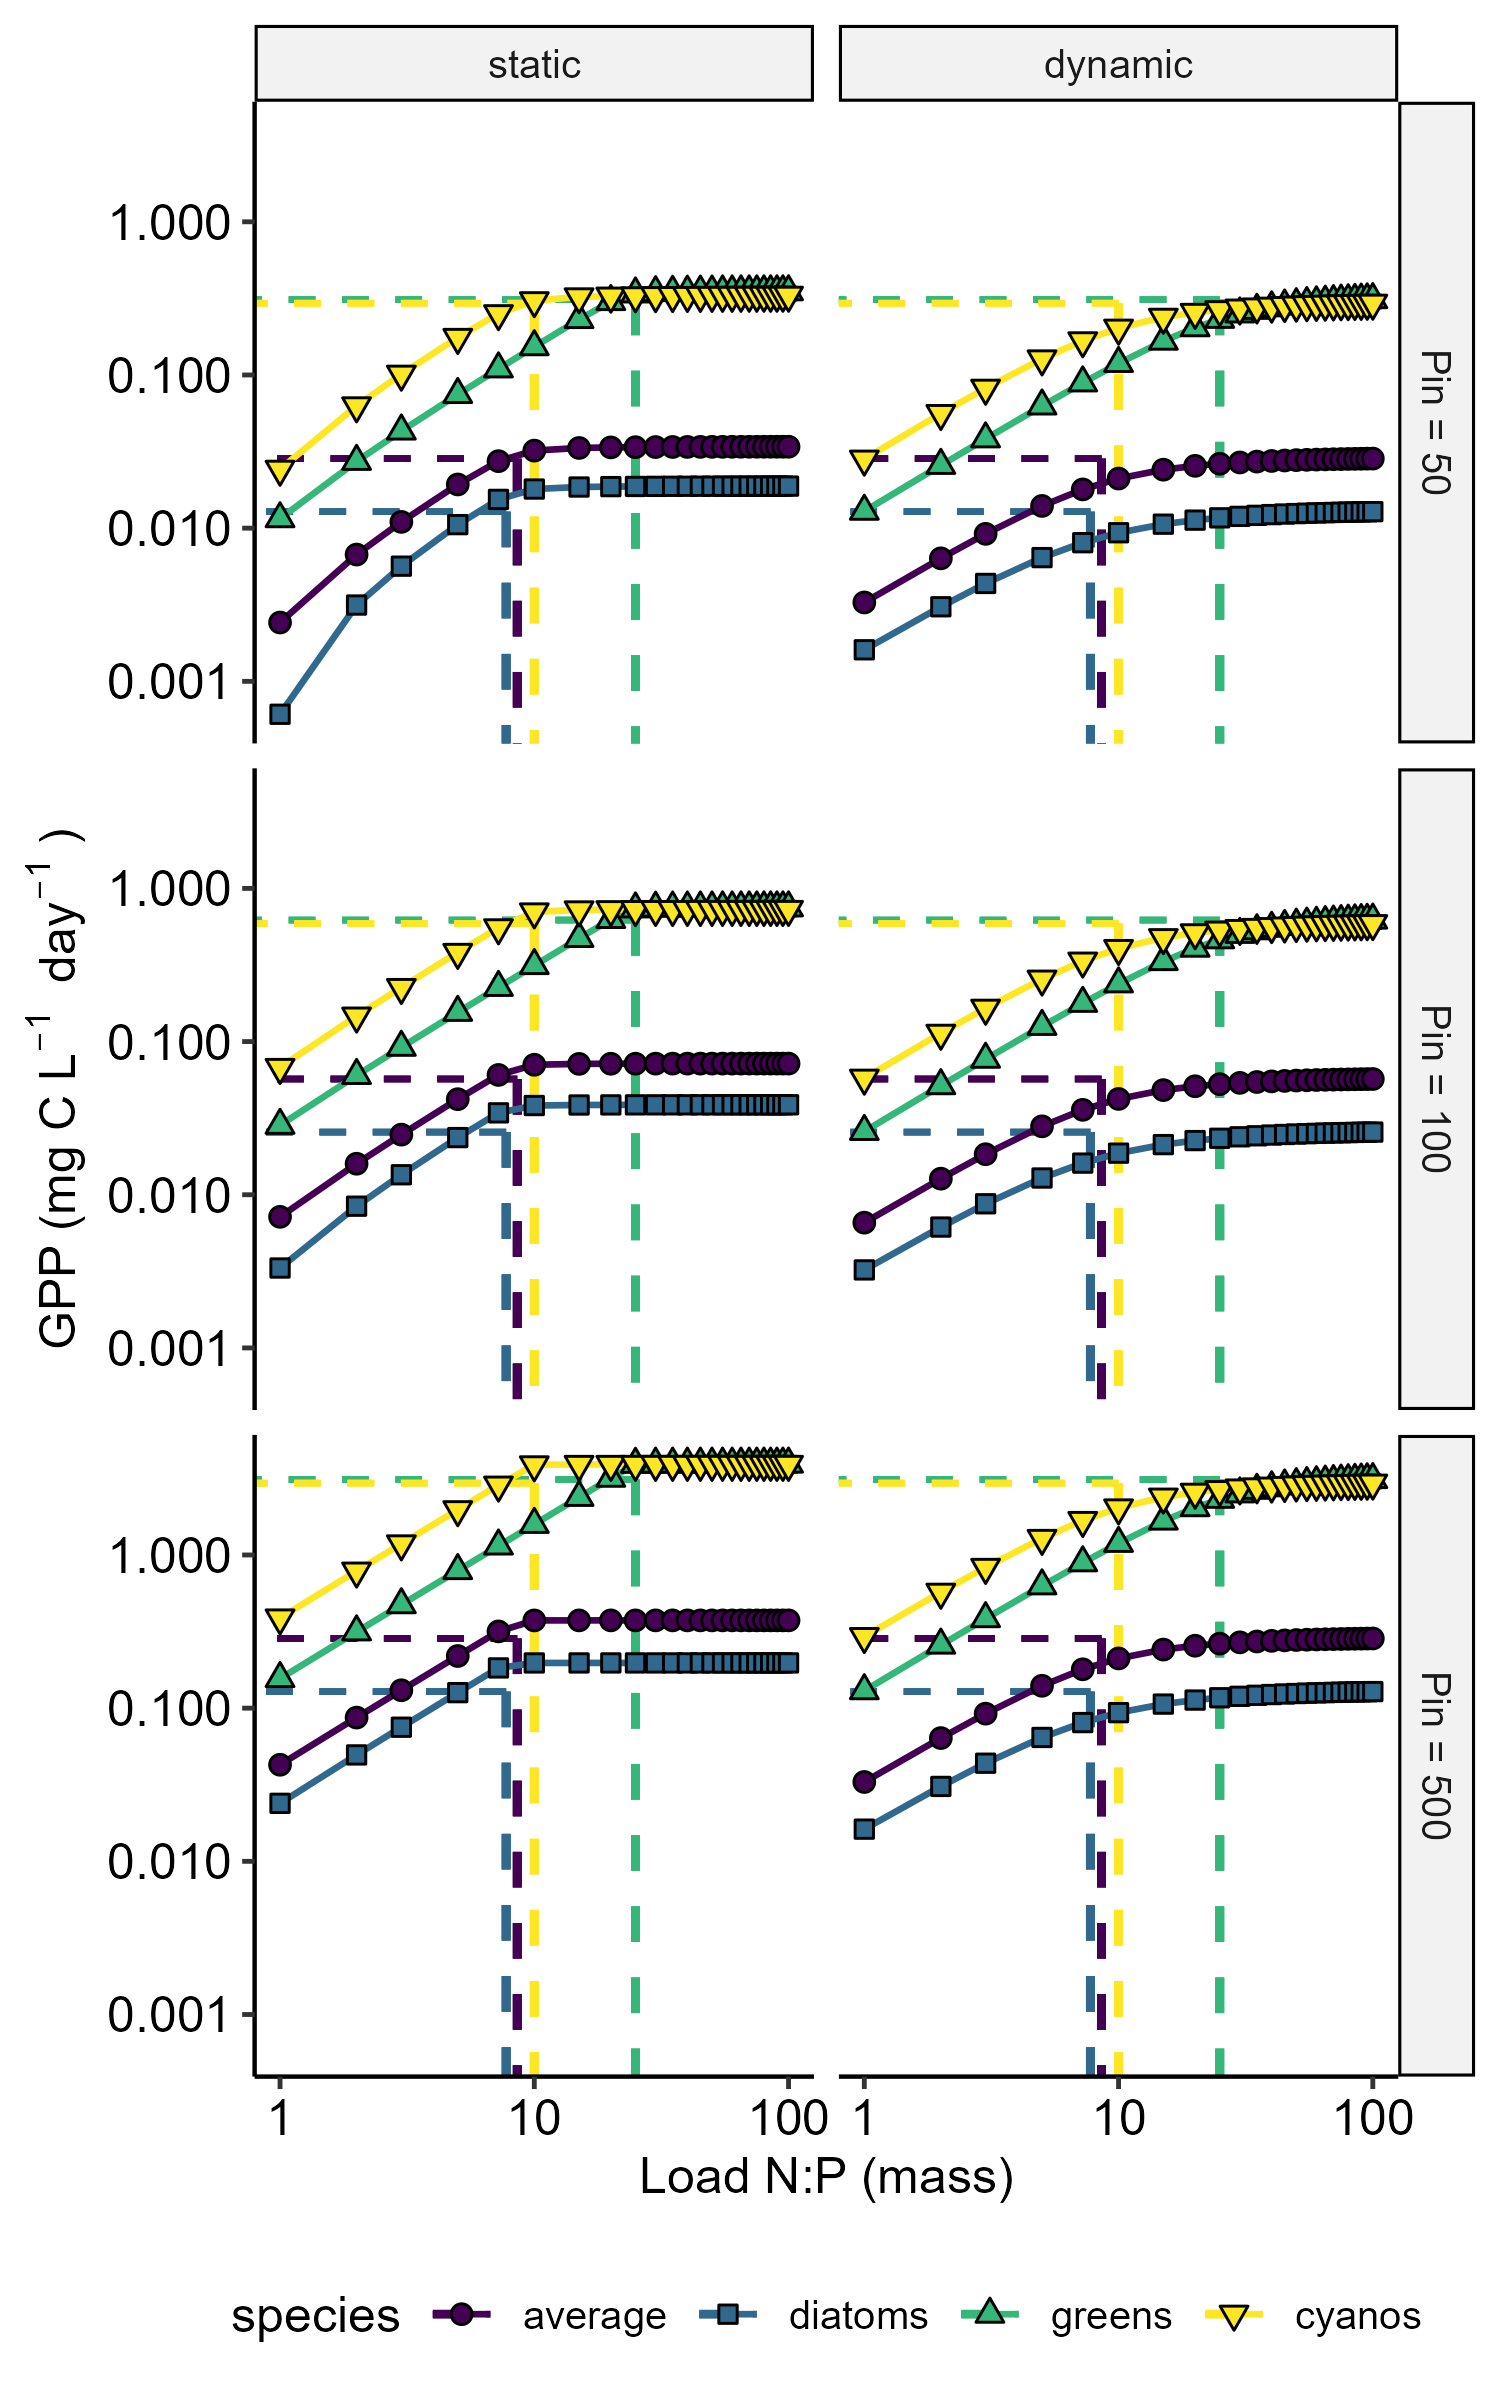 static dynamic
1.000
0.100
0.010
0.001
Pin = 50
1.000
0.100
0.010
0.001
Pin = 100
1.000
0.100
0.010
0.001
Pin = 500
GPP (mg C L⁻¹ day⁻¹ )
1 10 100 1 10 100
Load N:P (mass)
species average diatoms greens cyanos